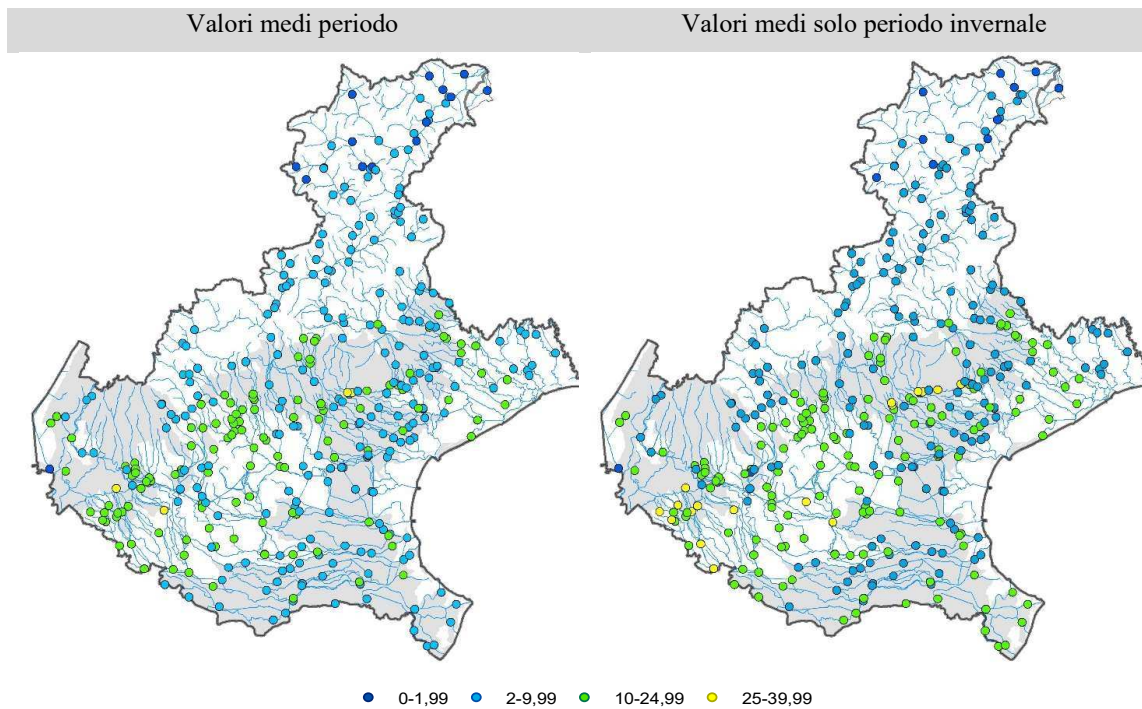 Valori medi periodo
Valori medi solo periodo invernale
0-1,99
2-9,99
10-24,99
25-39,99